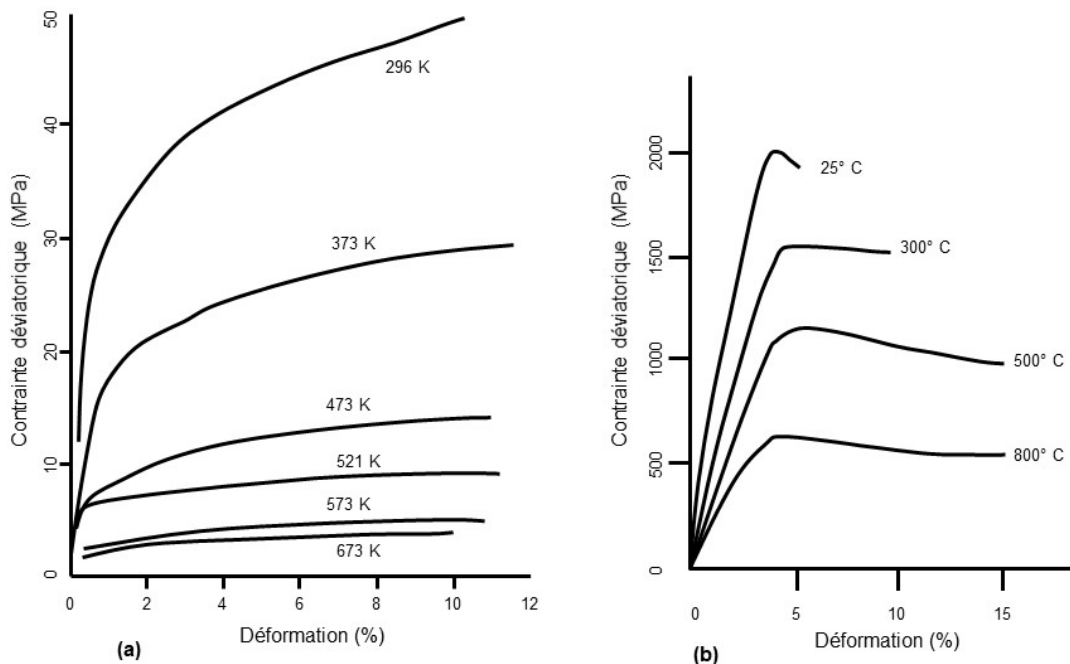 50
40
30
20
10
0
Contrainte déviatorique (MPa)
296 K
373 K
473 K
521 K
573 K
673 K
0 2 4 6 8 10 12
Déformation (%)
(a)
2000
1500
1000
500
0
Contrainte déviatorique (MPa)
25° C
300° C
500° C
800° C
0 5 10 15
Déformation (%)
(b)